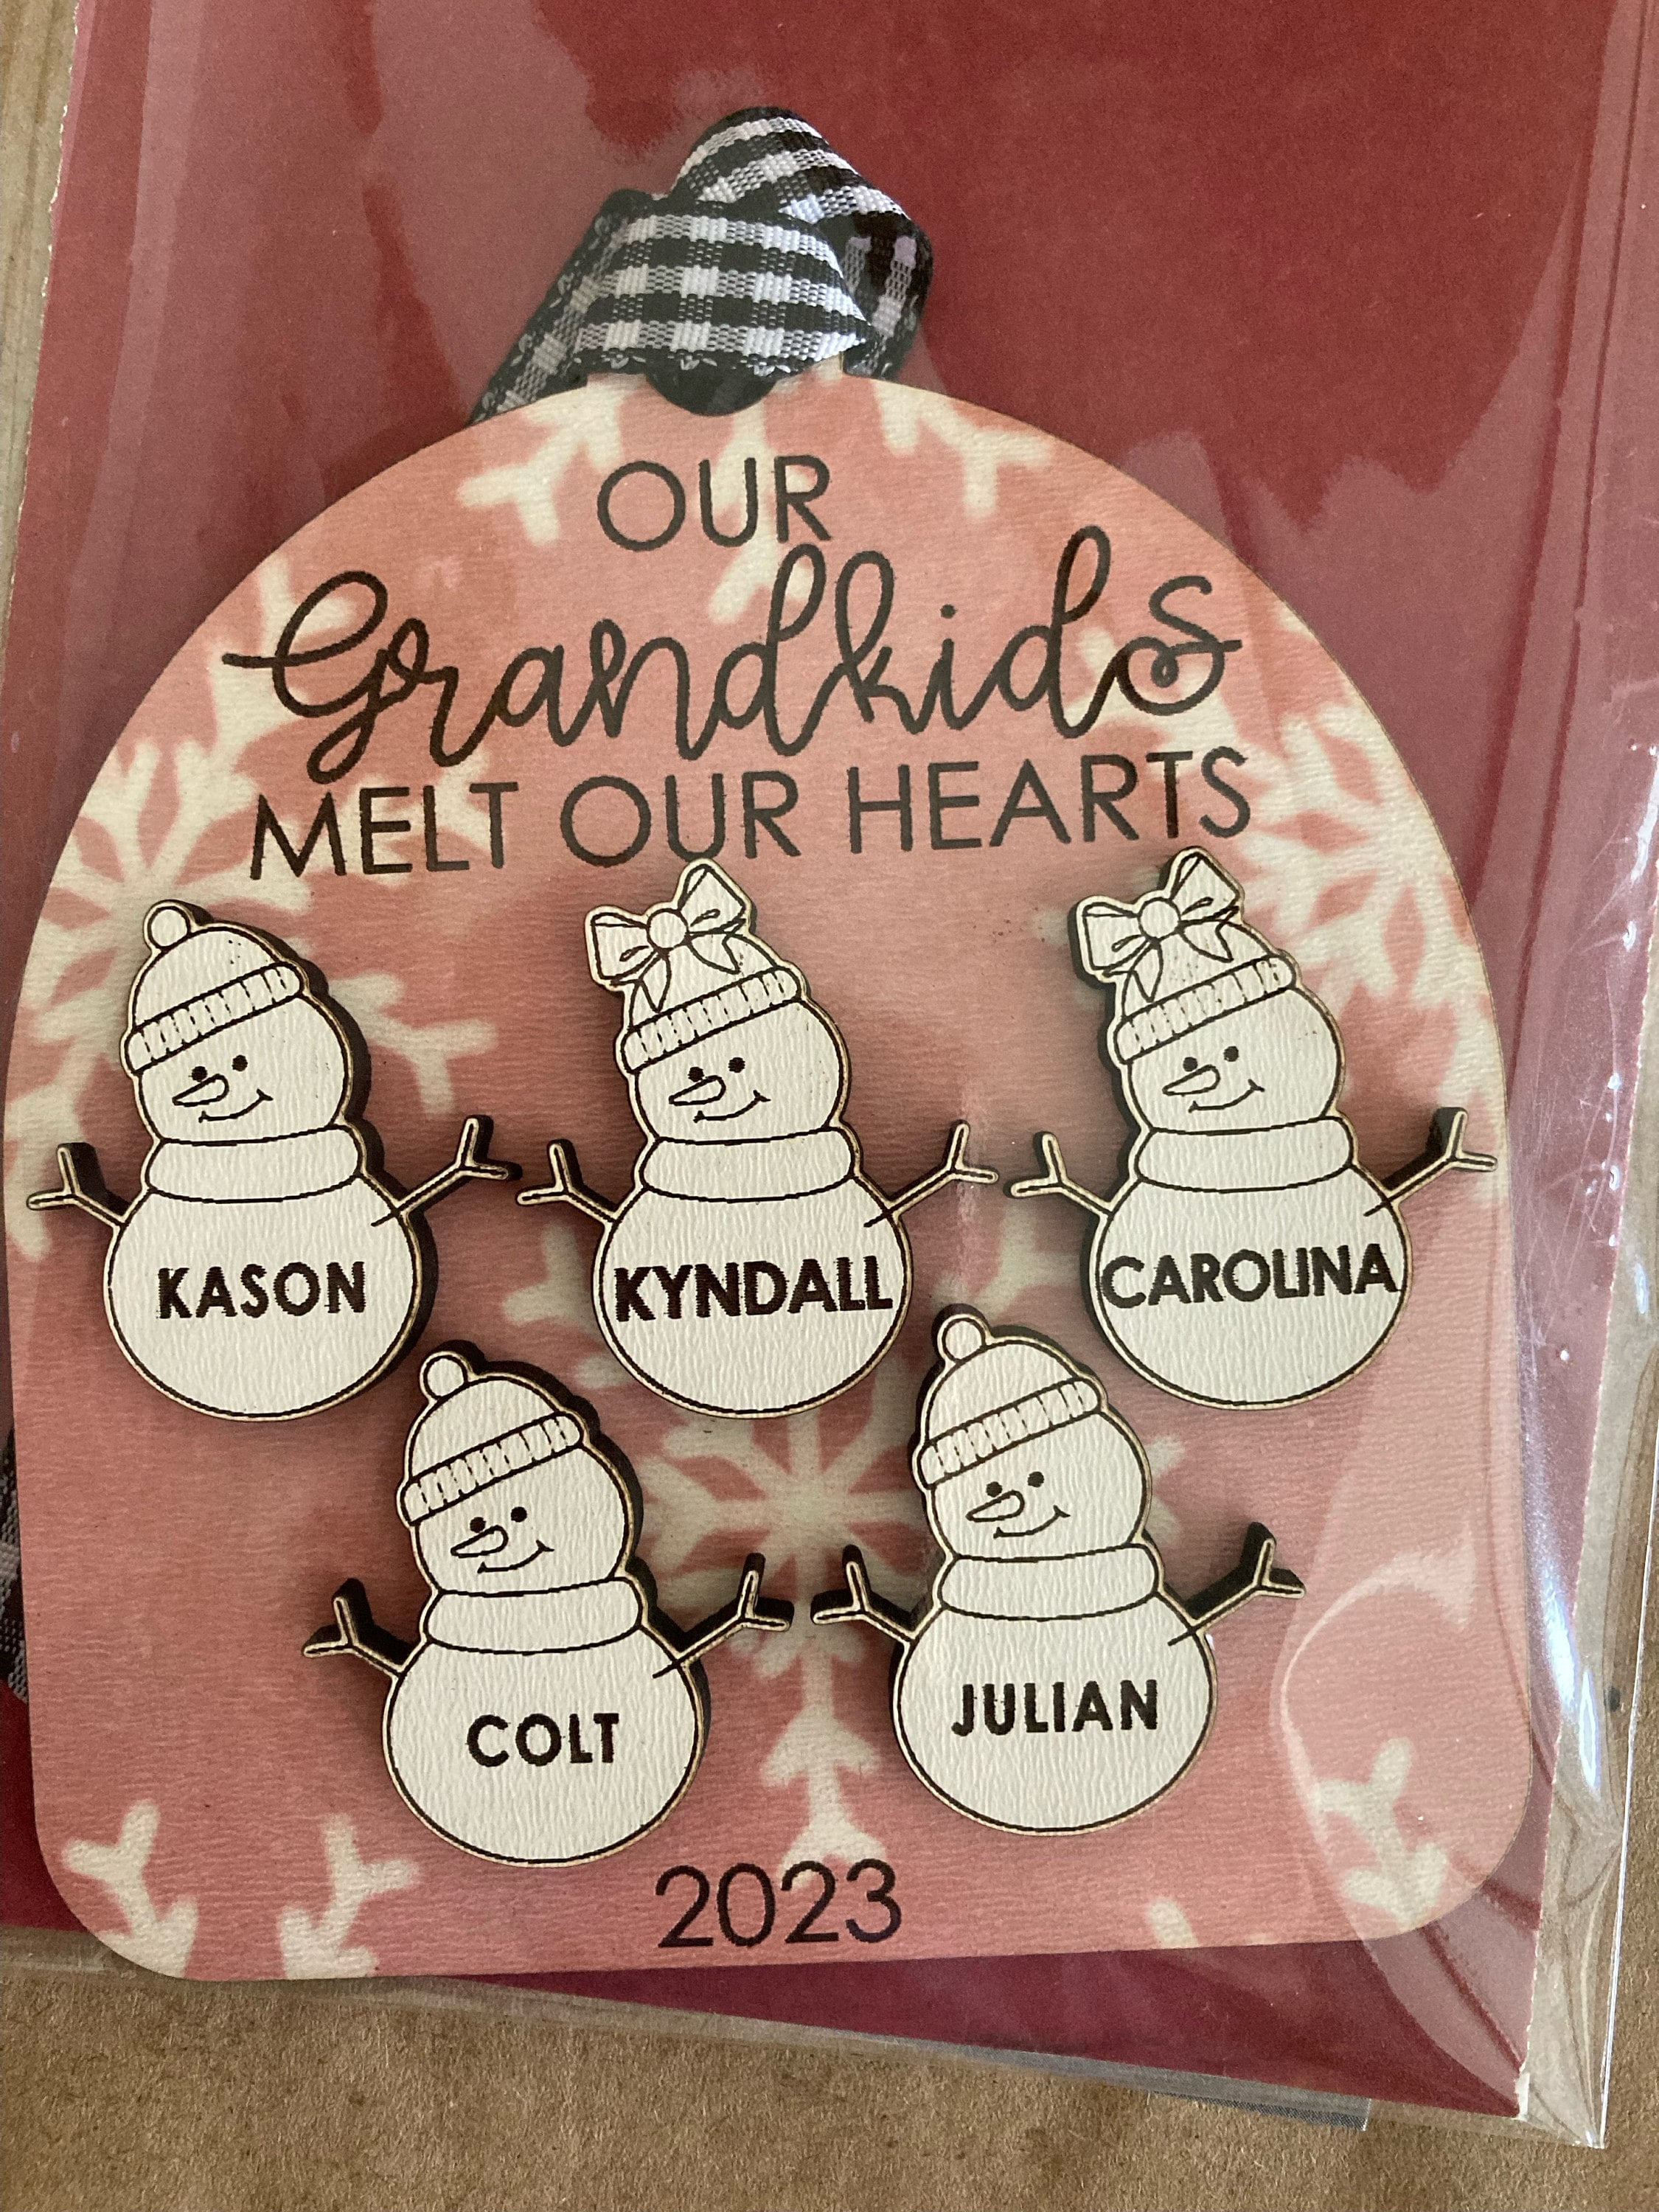 OUR
Grandkids
MELT OUR HEARTS
KASON
KYNDALL
CAROLINA
COLT
JULIAN
2023